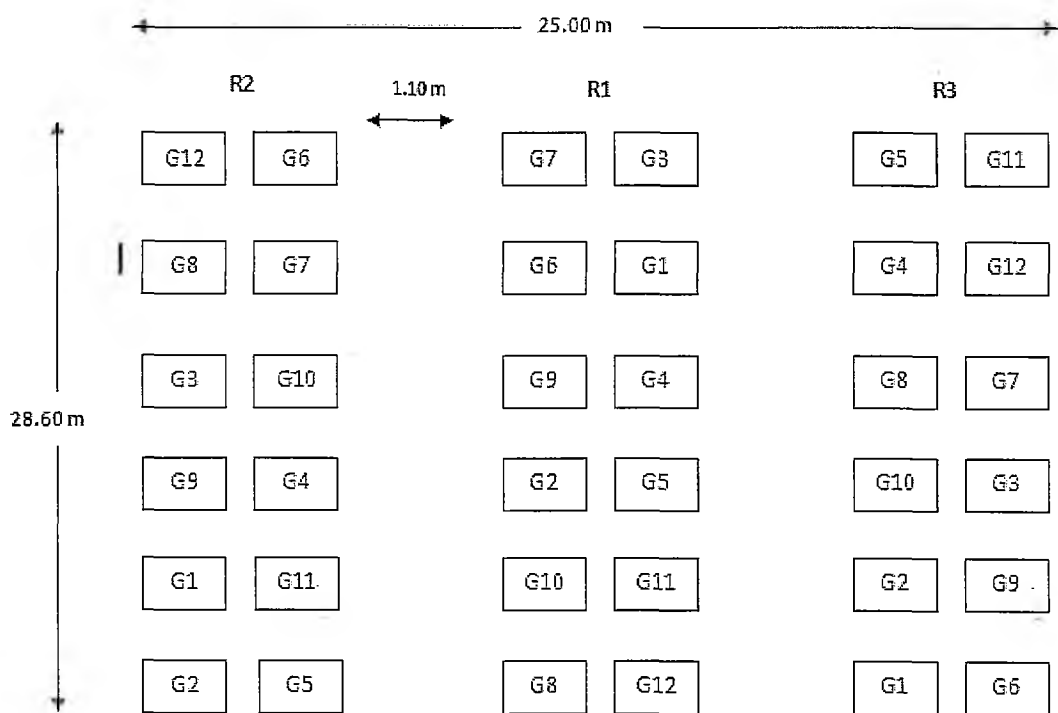 25.00 m
R2 1.10 m R1 R3
G12 G6 G7 G3 G5 G11
G8 G7 G6 G1 G4 G12
G3 G10 G9 G4 G8 G7
28.60 m
G9 G4 G2 G5 G10 G3
G1 G11 G10 G11 G2 G9
G2 G5 G8 G12 G1 G6